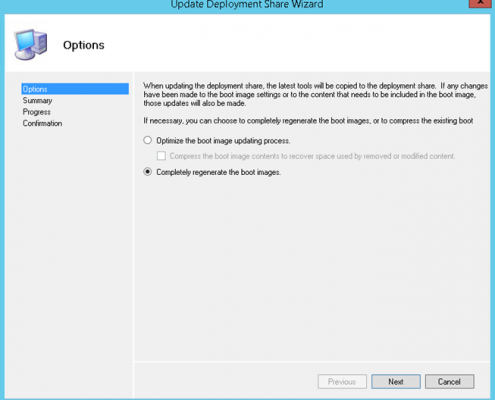 Update Deployment Share Wizard
x
Options
Options
Summary
Progress
Confirmation
When updating the deployment share, the latest tools will be copied to the deployment share. If any changes
have been made to the boot image settings or to the content that needs to be included in the boot image,
those updates will also be made.
If necessary, you can choose to completely regenerate the boot images, or to compress the existing boot
Optimize the boot image updating process.
Compress the boot image contents to recover space used by removed or modified content.
Completely regenerate the boot images.
Previous
Next
Cancel